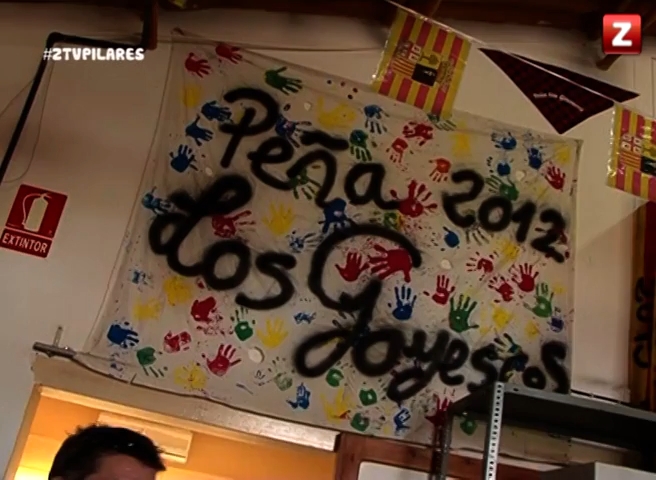 #ZTVPILARES
Z
Peña 2012
Los Goyescos
EXTINTOR